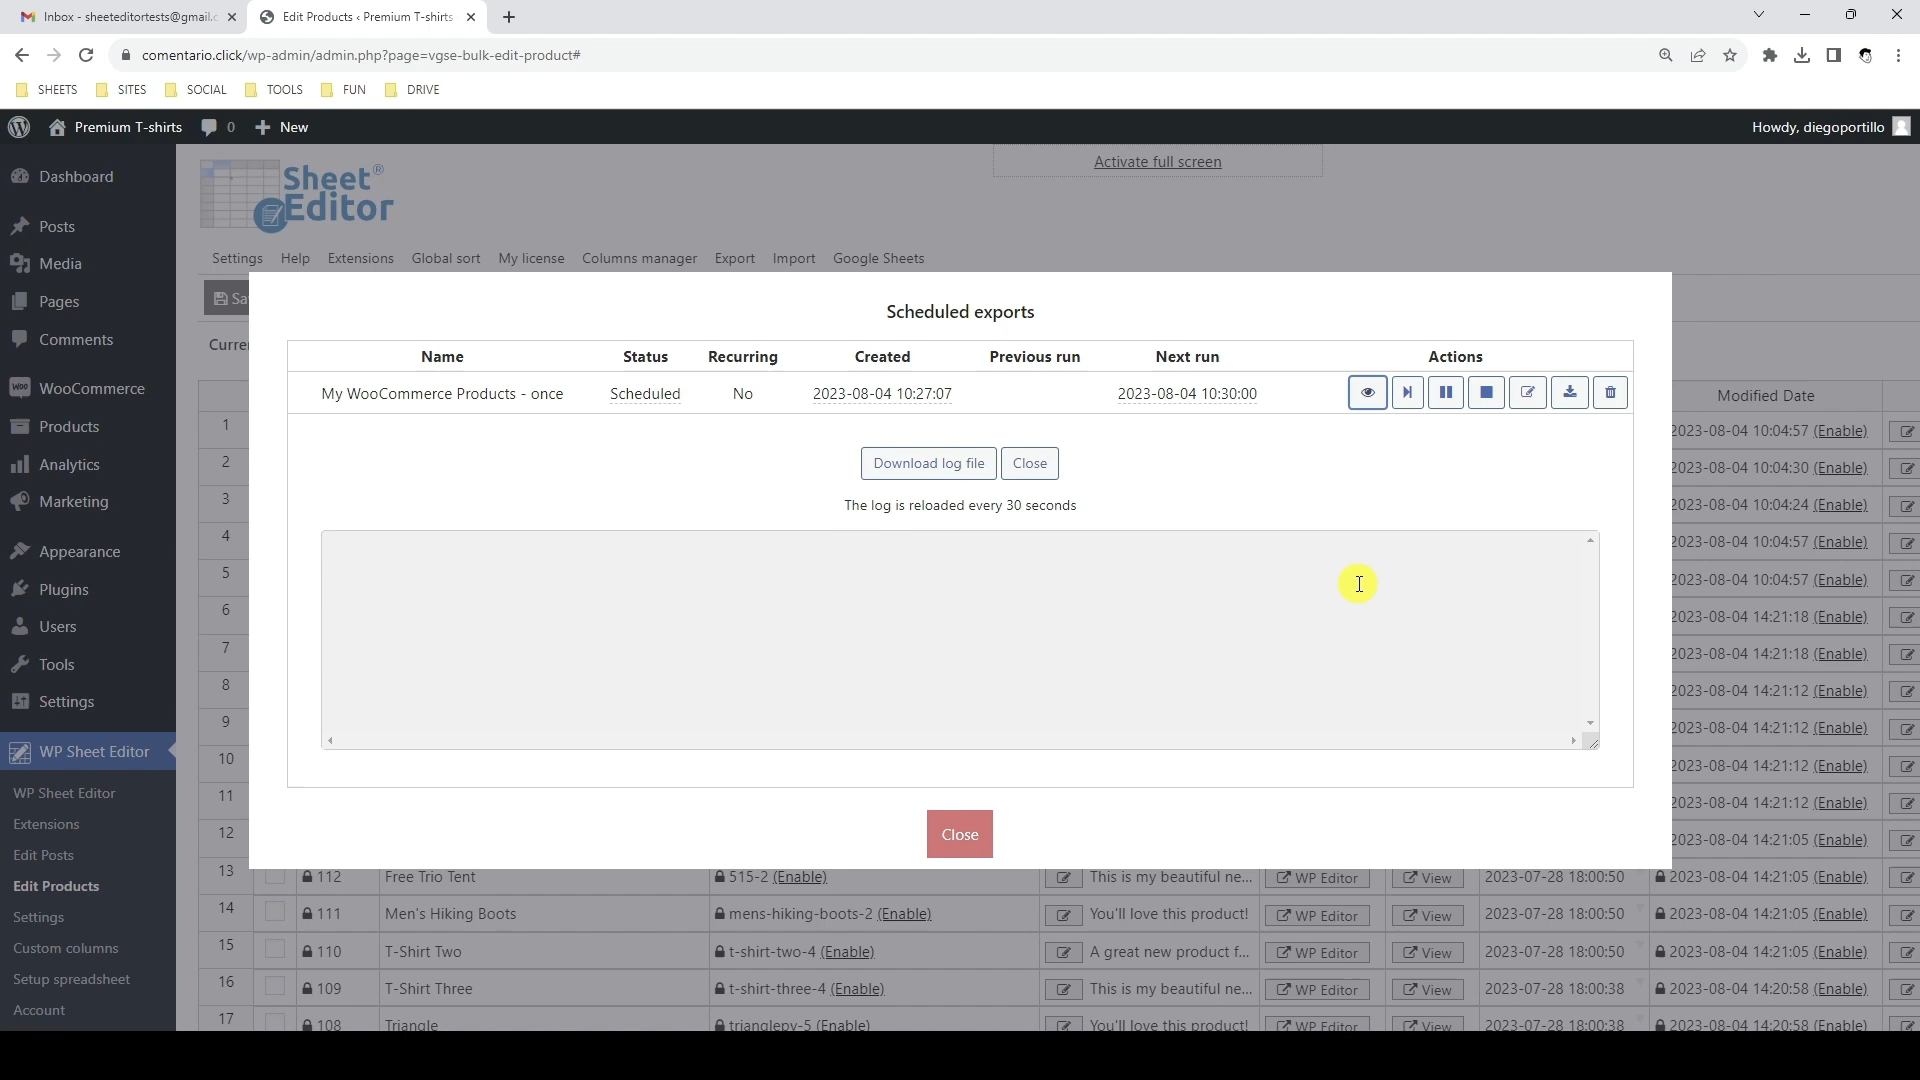 Inbox - sheeteditortests@gmail.c
Edit Products ‹ Premium T-shirts
comentario.click/wp-admin/admin.php?page=vgse-bulk-edit-product#
SHEETS SITES SOCIAL TOOLS FUN DRIVE
Premium T-shirts 0 New Howdy, diegoportillo
Dashboard
Posts
Media
Pages
Comments
WooCommerce
Products
Analytics
Marketing
Appearance
Plugins
Users
Tools
Settings
WP Sheet Editor
WP Sheet Editor
Extensions
Edit Posts
Edit Products
Settings
Custom columns
Setup spreadsheet
Account
Sheet®
Editor
Activate full screen
Settings Help Extensions Global sort My license Columns manager Export Import Google Sheets
Scheduled exports
Name Status Recurring Created Previous run Next run Actions
My WooCommerce Products - once Scheduled No 2023-08-04 10:27:07 2023-08-04 10:30:00
Download log file Close
The log is reloaded every 30 seconds
Close
Modified Date
1 2023-08-04 10:04:57 (Enable)
2 2023-08-04 10:04:30 (Enable)
3 2023-08-04 10:04:24 (Enable)
4 2023-08-04 10:04:57 (Enable)
5 2023-08-04 10:04:57 (Enable)
6 2023-08-04 14:21:18 (Enable)
7 2023-08-04 14:21:18 (Enable)
8 2023-08-04 14:21:12 (Enable)
9 2023-08-04 14:21:12 (Enable)
10 2023-08-04 14:21:12 (Enable)
11 2023-08-04 14:21:12 (Enable)
12 2023-08-04 14:21:05 (Enable)
13 112 Free Trio Tent 515-2 (Enable) This is my beautiful ne... WP Editor View 2023-07-28 18:00:50 2023-08-04 14:21:05 (Enable)
14 111 Men's Hiking Boots mens-hiking-boots-2 (Enable) You'll love this product! WP Editor View 2023-07-28 18:00:50 2023-08-04 14:21:05 (Enable)
15 110 T-Shirt Two t-shirt-two-4 (Enable) A great new product f... WP Editor View 2023-07-28 18:00:50 2023-08-04 14:21:05 (Enable)
16 109 T-Shirt Three t-shirt-three-4 (Enable) This is my beautiful ne... WP Editor View 2023-07-28 18:00:38 2023-08-04 14:20:58 (Enable)
17 108 Triangle trianglepv-5 (Enable) You'll love this product! WP Editor View 2023-07-28 18:00:38 2023-08-04 14:20:58 (Enable)